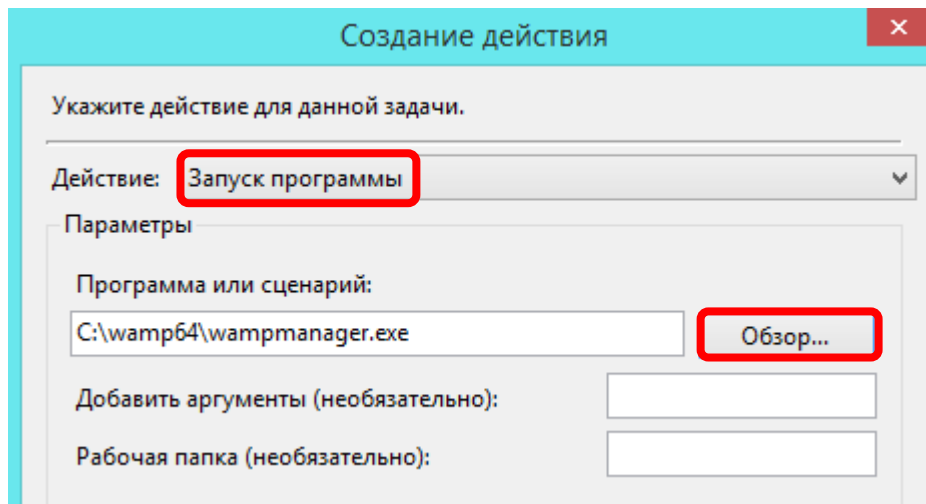 Создание действия
Укажите действие для данной задачи.
Действие: Запуск программы
Параметры
Программа или сценарий:
C:\wamp64\wampmanager.exe Обзор...
Добавить аргументы (необязательно):
Рабочая папка (необязательно):